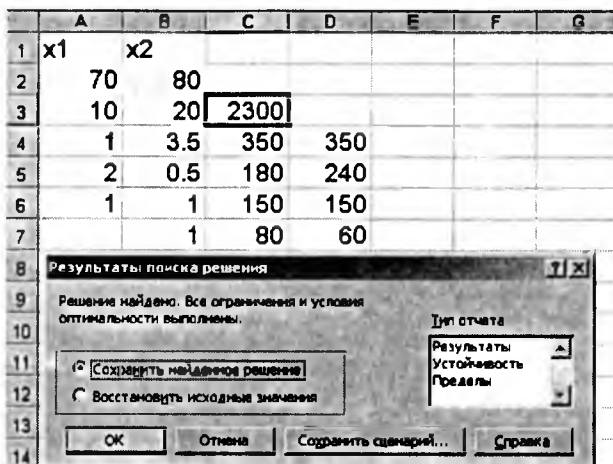 A B C D E F G
1 x1 x2
2 70 80
3 10 20 2300
4 1 3.5 350 350
5 2 0.5 180 240
6 1 1 150 150
7 1 80 60
8 Результаты поиска решения
9 Решение найдено. Все ограничения и условия
10 оптимальности выполнены.
Тип отчета
Результаты
11 Сохранить найденное решение
Устойчивость
Пределы
12 Восстановить исходные значения
13
14 ОК Отмена Сохранить сценарий... Справка